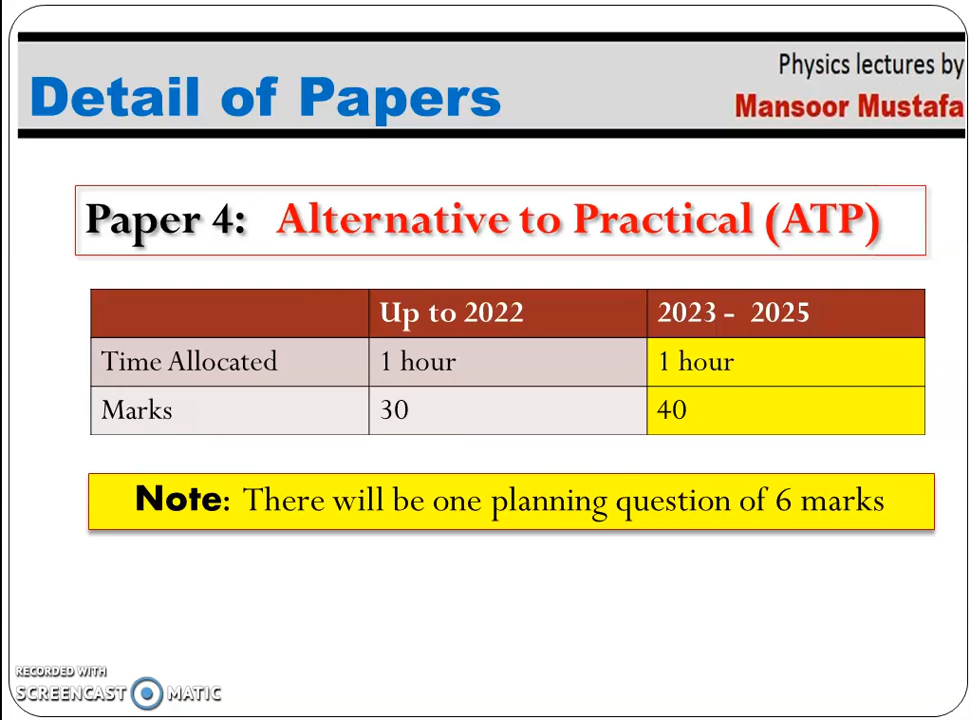 Physics lectures by
Detail of Papers
Mansoor Mustafa
Paper 4: Alternative to Practical (ATP)
Up to 2022 2023 - 2025
Time Allocated 1 hour 1 hour
Marks 30 40
Note: There will be one planning question of 6 marks
RECORDED WITH
SCREENCAST MATIC